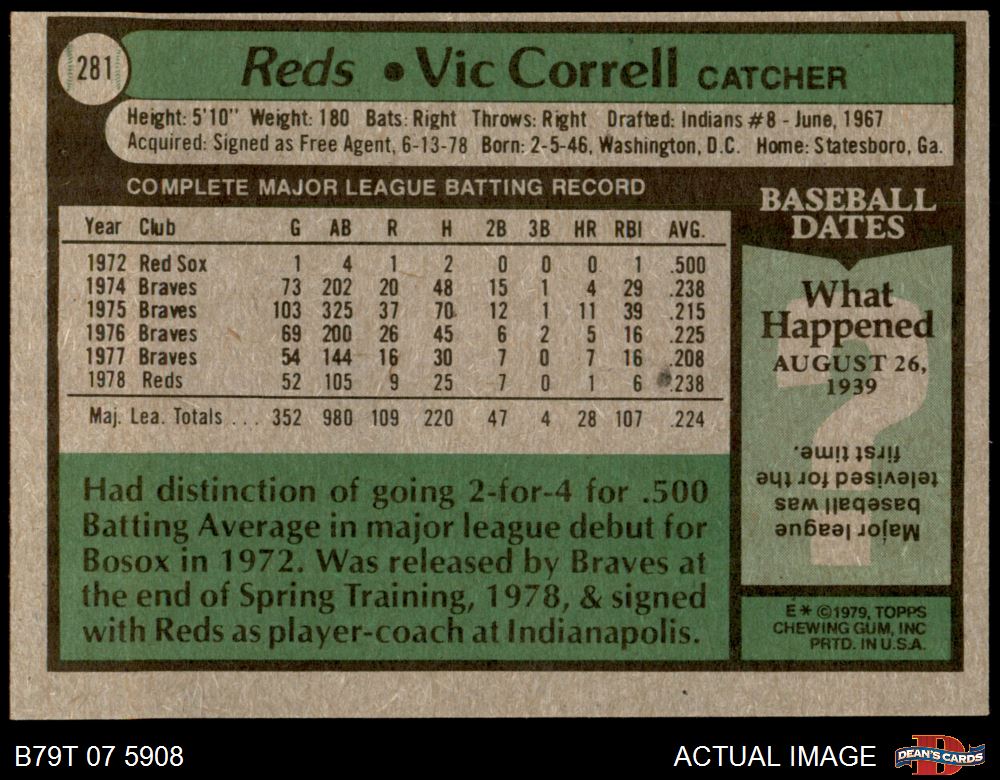 281
Reds • Vic Correll CATCHER
Height: 5'10" Weight: 180 Bats: Right Throws: Right Drafted: Indians #8 - June, 1967
Acquired: Signed as Free Agent, 6-13-78 Born: 2-5-46, Washington, D.C. Home: Statesboro, Ga.
COMPLETE MAJOR LEAGUE BATTING RECORD
Year Club G AB R H 2B 3B HR RBI AVG.
1972 Red Sox 1 4 1 2 0 0 0 1 .500
1974 Braves 73 202 20 48 15 1 4 29 .238
1975 Braves 103 325 37 70 12 1 11 39 .215
1976 Braves 69 200 26 45 6 2 5 16 .225
1977 Braves 54 144 16 30 7 0 7 16 .208
1978 Reds 52 105 9 25 7 0 1 6 .238
Maj. Lea. Totals ... 352 980 109 220 47 4 28 107 .224
Had distinction of going 2-for-4 for .500
Batting Average in major league debut for
Bosox in 1972. Was released by Braves at
the end of Spring Training, 1978, & signed
with Reds as player-coach at Indianapolis.
BASEBALL
DATES
What
Happened
AUGUST 26,
1939
?
Major league
baseball was
televised for the
first time.
E * ©1979, TOPPS
CHEWING GUM, INC
PRTD. IN U.S.A.
B79T 07 5908
ACTUAL IMAGE
D
DEAN'S CARDS